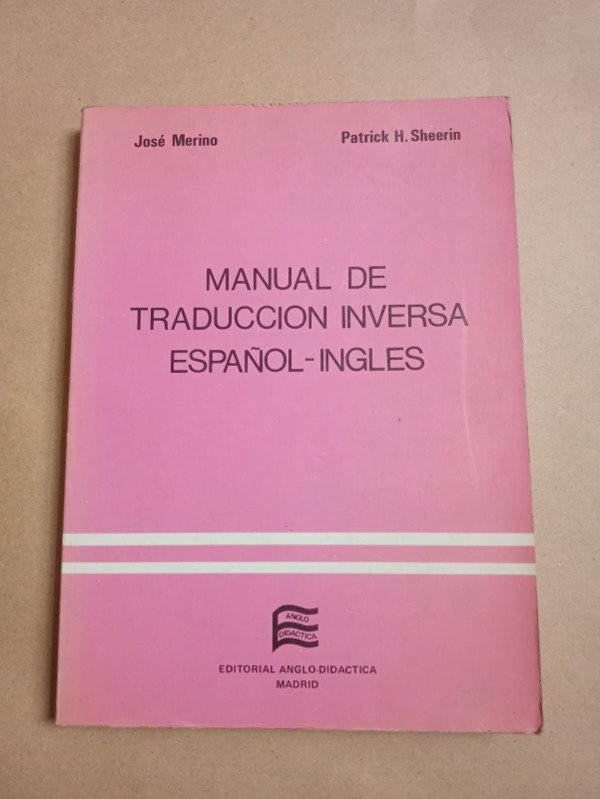 José Merino
Patrick H. Sheerin
MANUAL DE
TRADUCCION INVERSA
ESPAÑOL-INGLES
ANGLO
DIDACTICA
EDITORIAL ANGLO-DIDACTICA
MADRID